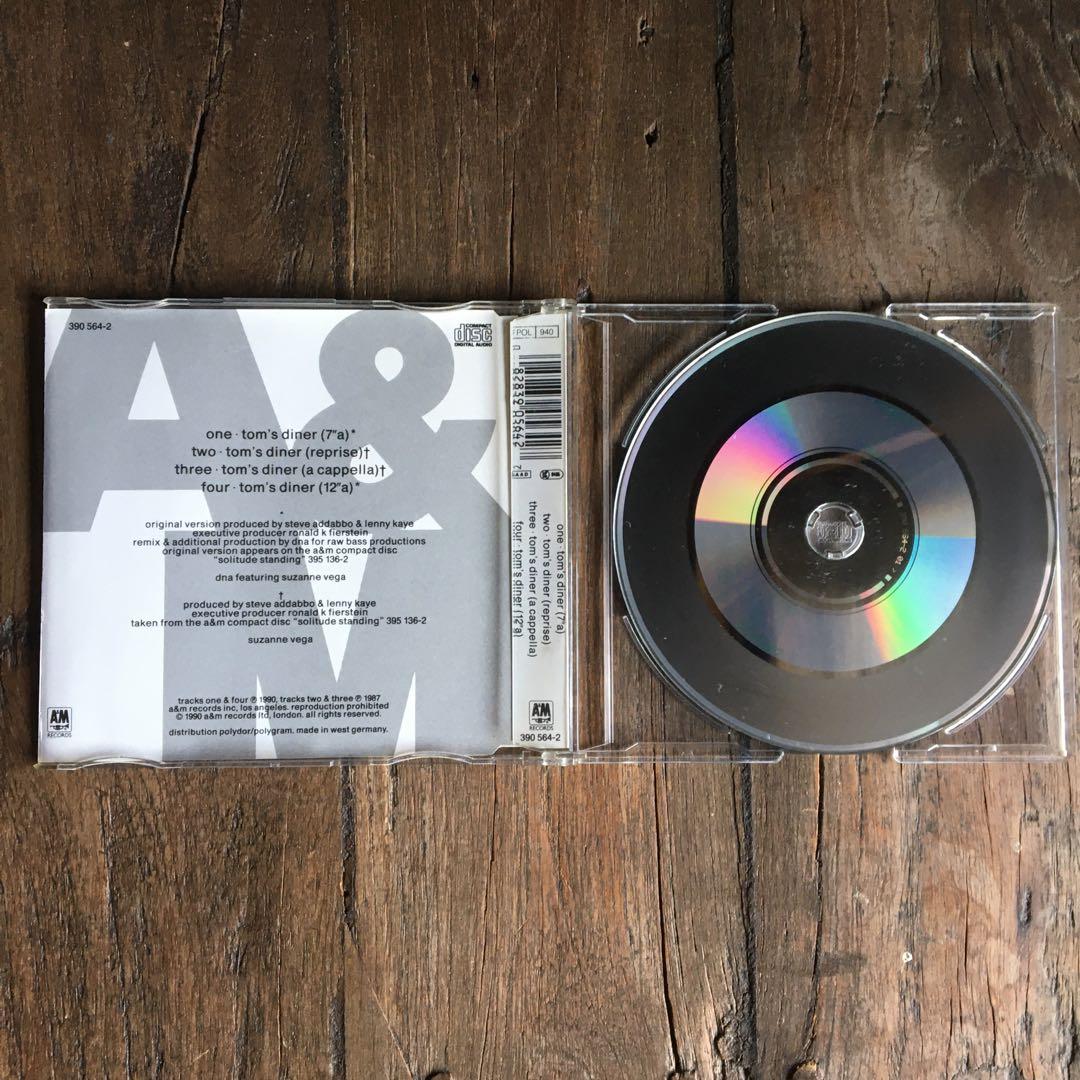 390 564-2
COMPACT
disc
DIGITAL AUDIO
A&M
one · tom's diner (7"a)*
two · tom's diner (reprise)†
three · tom's diner (a cappella)†
four · tom's diner (12"a)*
*
original version produced by steve addabbo & lenny kaye
executive producer ronald k fierstein
remix & additional production by dna for raw bass productions
original version appears on the a&m compact disc
"solitude standing" 395 136-2
dna featuring suzanne vega
†
produced by steve addabbo & lenny kaye
executive producer ronald k fierstein
taken from the a&m compact disc "solitude standing" 395 136-2
suzanne vega
tracks one & four ℗ 1990, tracks two & three ℗ 1987
a&m records inc, los angeles. reproduction prohibited
© 1990 a&m records ltd, london. all rights reserved.
distribution polydor/polygram. made in west germany.
A&M
RECORDS
POL 940
0 82839 05642 7
AAD
one · tom's diner (7"a)
two · tom's diner (reprise)
three · tom's diner (a cappella)
four · tom's diner (12"a)
A&M
RECORDS
390 564-2